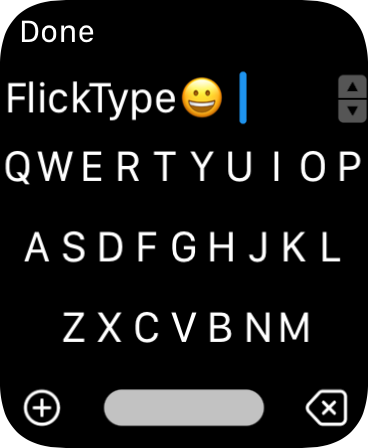 Done
FlickType😀
Q W E R T Y U I O P
A S D F G H J K L
Z X C V B N M